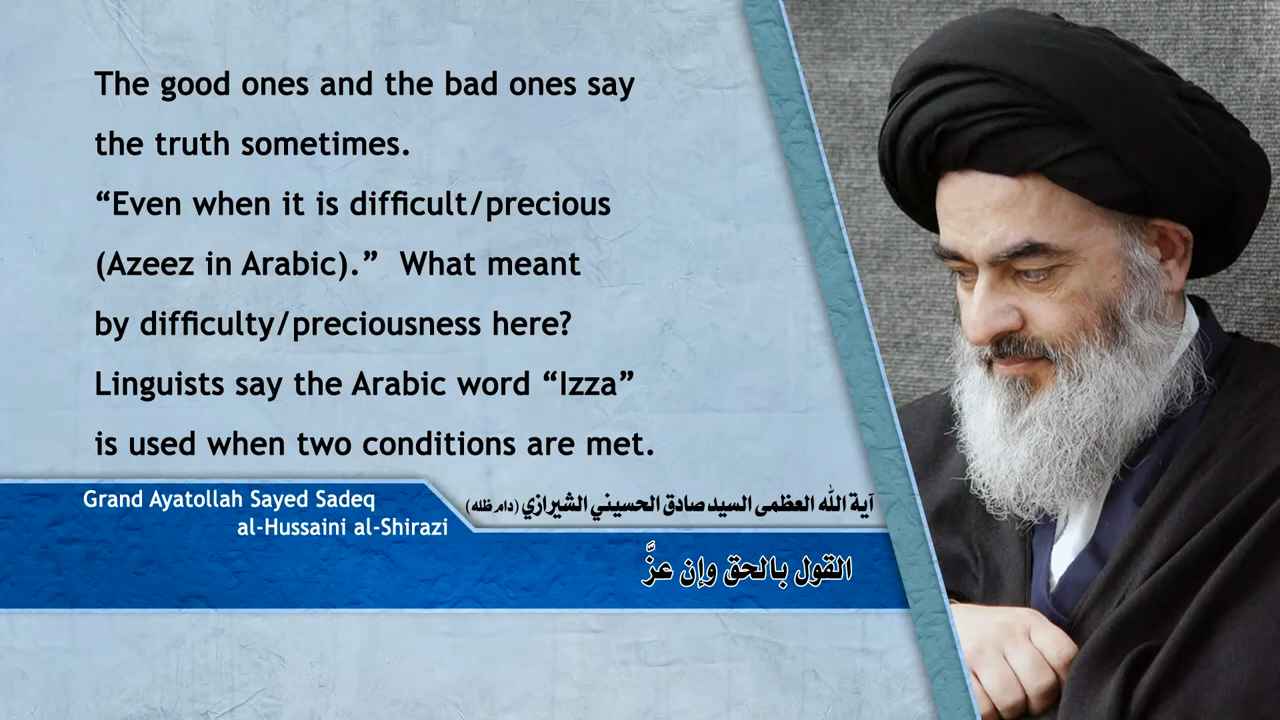 The good ones and the bad ones say
the truth sometimes.
“Even when it is difficult/precious
(Azeez in Arabic).”  What meant
by difficulty/preciousness here?
Linguists say the Arabic word “Izza”
is used when two conditions are met.
Grand Ayatollah Sayed Sadeq
al-Hussaini al-Shirazi
آية الله العظمى السيد صادق الحسيني الشيرازي (دام ظله)
القول بالحق وإن عزَّ